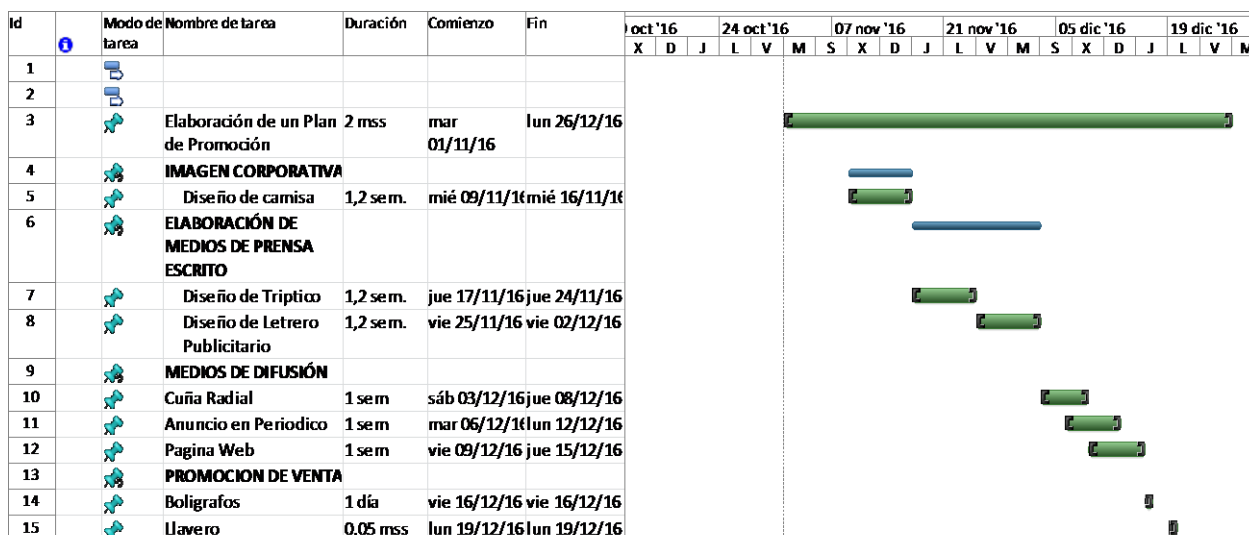 Id Modo de Nombre de tarea Duración Comienzo Fin oct '16 24 oct '16 07 nov '16 21 nov '16 05 dic '16 19 dic '16
tarea X D J L V M S X D J L V M S X D J L V M
1
2
3 Elaboración de un Plan 2 mss mar lun 26/12/16
de Promoción 01/11/16
4 IMAGEN CORPORATIVA
5 Diseño de camisa 1,2 sem. mié 09/11/16 mié 16/11/16
6 ELABORACIÓN DE
MEDIOS DE PRENSA
ESCRITO
7 Diseño de Triptico 1,2 sem. jue 17/11/16 jue 24/11/16
8 Diseño de Letrero 1,2 sem. vie 25/11/16 vie 02/12/16
Publicitario
9 MEDIOS DE DIFUSIÓN
10 Cuña Radial 1 sem sáb 03/12/16 jue 08/12/16
11 Anuncio en Periodico 1 sem mar 06/12/16 lun 12/12/16
12 Pagina Web 1 sem vie 09/12/16 jue 15/12/16
13 PROMOCION DE VENTA
14 Boligrafos 1 día vie 16/12/16 vie 16/12/16
15 Llavero 0,05 mss lun 19/12/16 lun 19/12/16